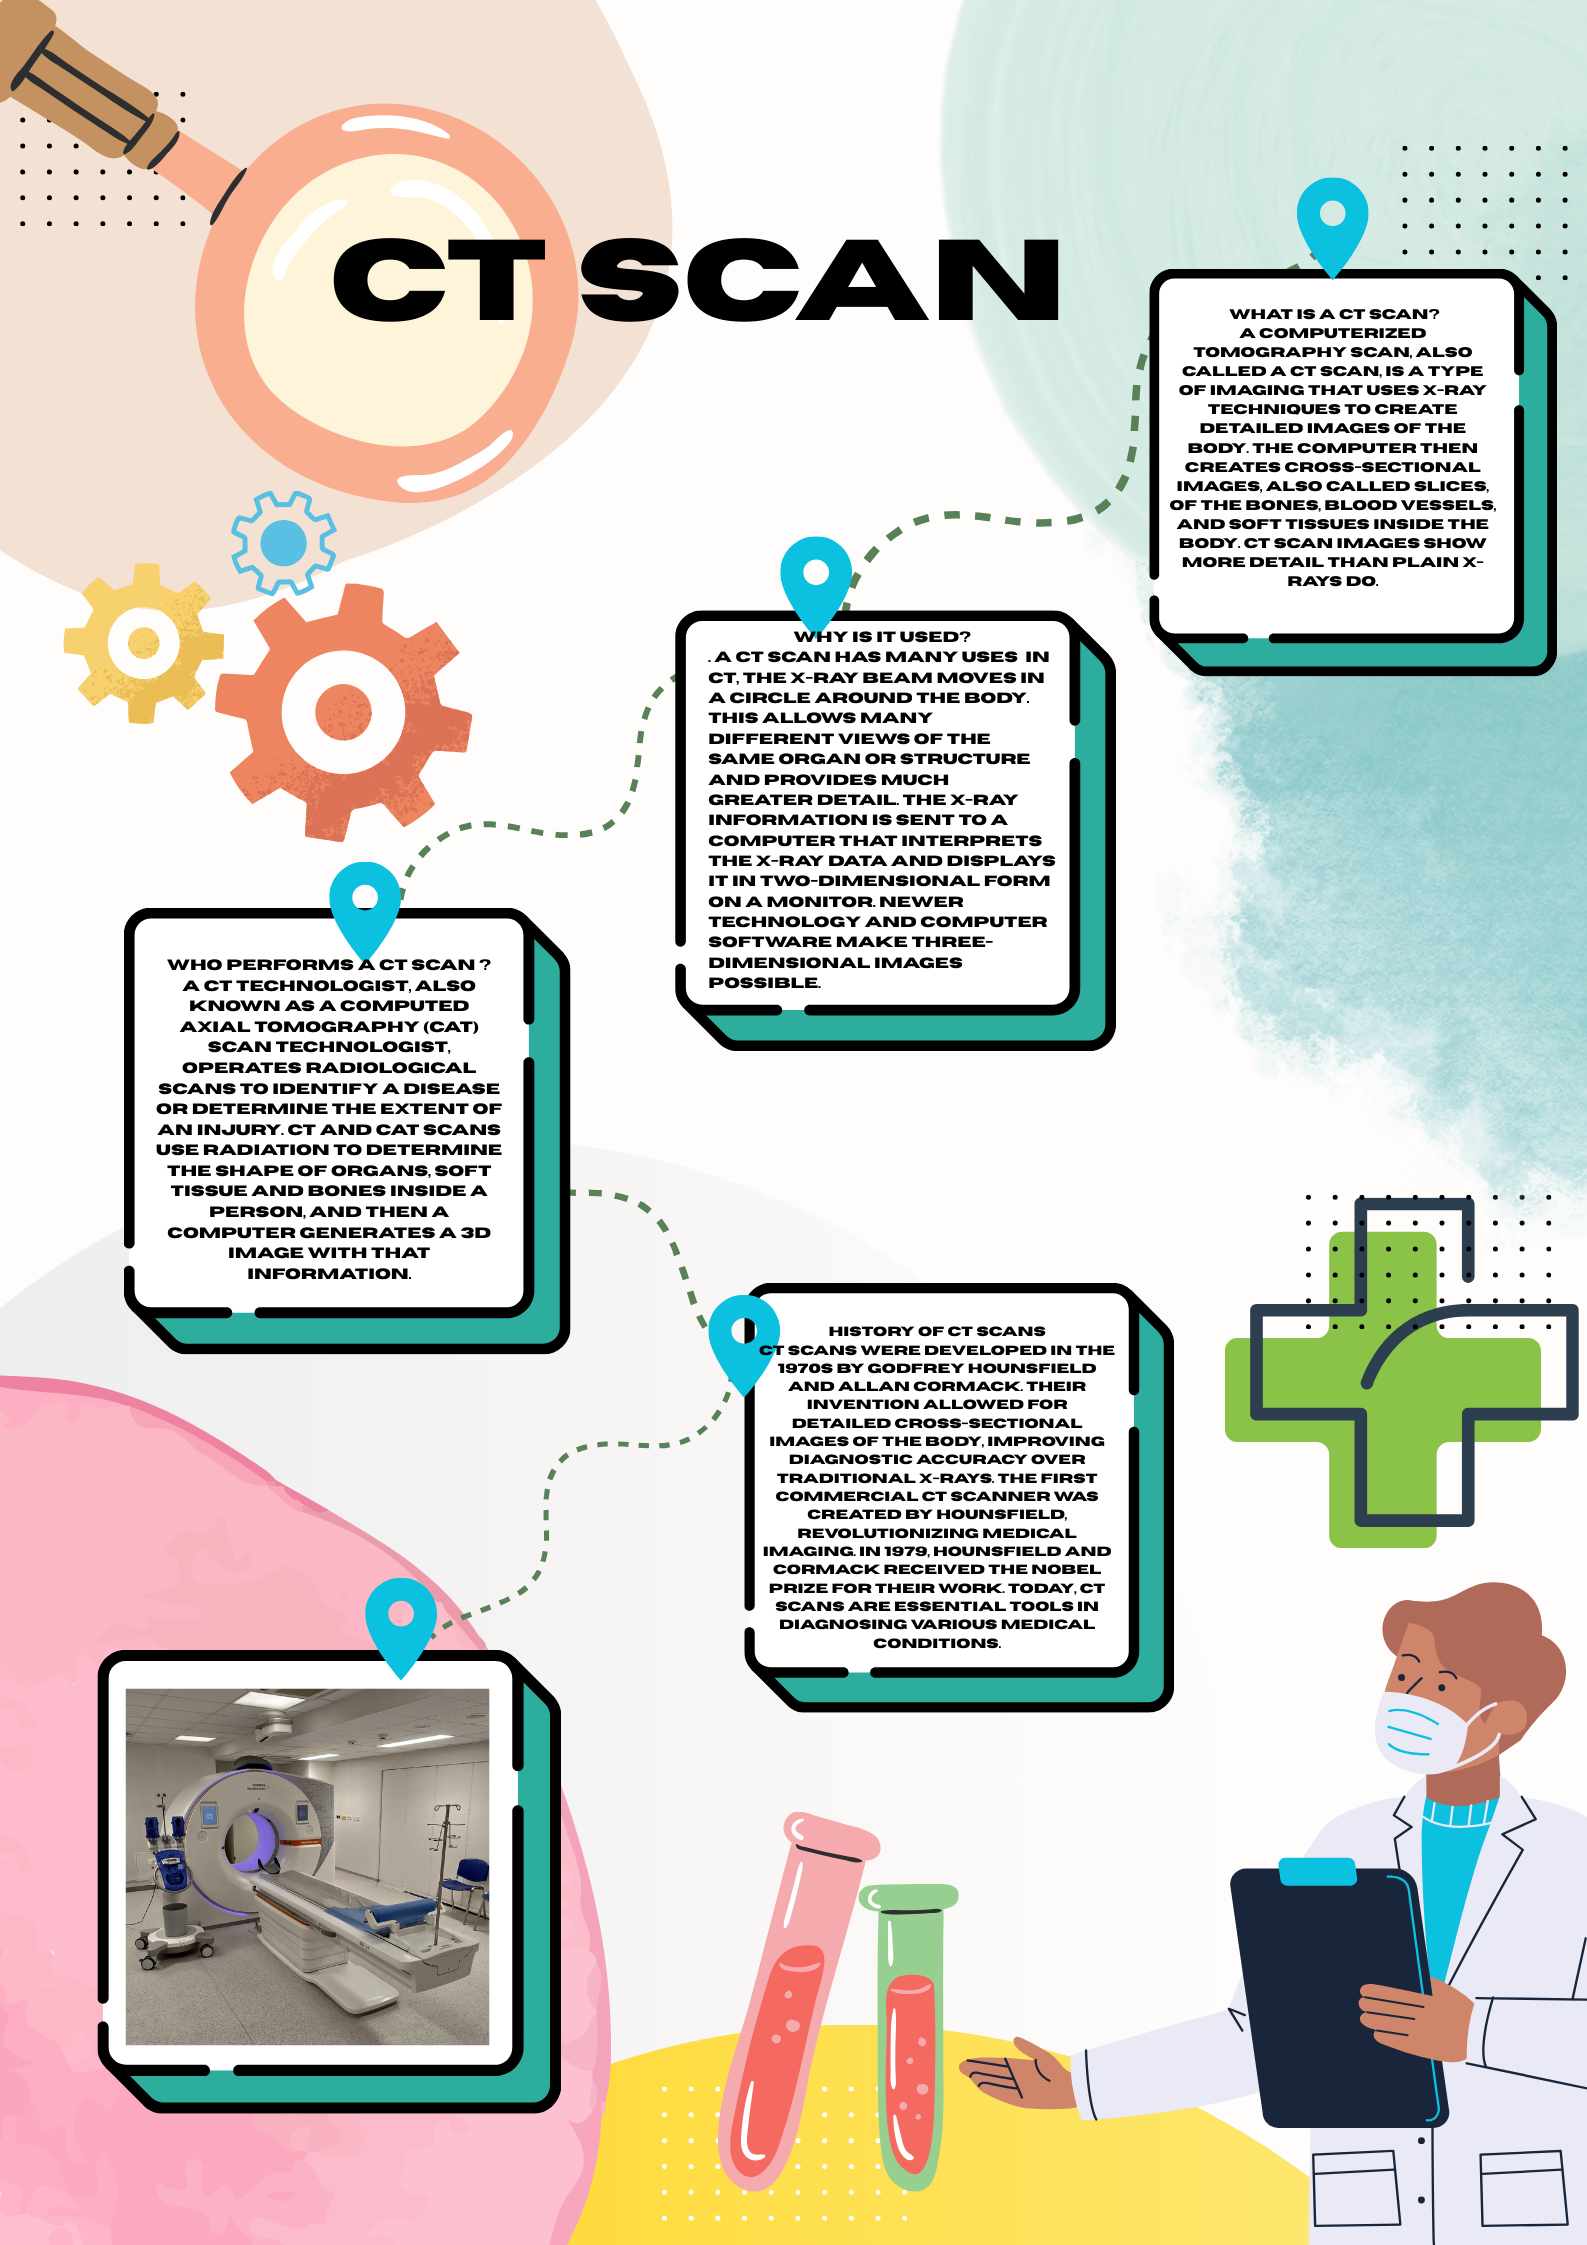 CT SCAN
WHAT IS A CT SCAN?
A COMPUTERIZED
TOMOGRAPHY SCAN, ALSO
CALLED A CT SCAN, IS A TYPE
OF IMAGING THAT USES X-RAY
TECHNIQUES TO CREATE
DETAILED IMAGES OF THE
BODY. THE COMPUTER THEN
CREATES CROSS-SECTIONAL
IMAGES, ALSO CALLED SLICES,
OF THE BONES, BLOOD VESSELS,
AND SOFT TISSUES INSIDE THE
BODY. CT SCAN IMAGES SHOW
MORE DETAIL THAN PLAIN X-
RAYS DO.
WHY IS IT USED?
. A CT SCAN HAS MANY USES  IN
CT, THE X-RAY BEAM MOVES IN
A CIRCLE AROUND THE BODY.
THIS ALLOWS MANY
DIFFERENT VIEWS OF THE
SAME ORGAN OR STRUCTURE
AND PROVIDES MUCH
GREATER DETAIL. THE X-RAY
INFORMATION IS SENT TO A
COMPUTER THAT INTERPRETS
THE X-RAY DATA AND DISPLAYS
IT IN TWO-DIMENSIONAL FORM
ON A MONITOR. NEWER
TECHNOLOGY AND COMPUTER
SOFTWARE MAKE THREE-
DIMENSIONAL IMAGES
POSSIBLE.
WHO PERFORMS A CT SCAN ?
A CT TECHNOLOGIST, ALSO
KNOWN AS A COMPUTED
AXIAL TOMOGRAPHY (CAT)
SCAN TECHNOLOGIST,
OPERATES RADIOLOGICAL
SCANS TO IDENTIFY A DISEASE
OR DETERMINE THE EXTENT OF
AN INJURY. CT AND CAT SCANS
USE RADIATION TO DETERMINE
THE SHAPE OF ORGANS, SOFT
TISSUE AND BONES INSIDE A
PERSON, AND THEN A
COMPUTER GENERATES A 3D
IMAGE WITH THAT
INFORMATION.
HISTORY OF CT SCANS
CT SCANS WERE DEVELOPED IN THE
1970S BY GODFREY HOUNSFIELD
AND ALLAN CORMACK. THEIR
INVENTION ALLOWED FOR
DETAILED CROSS-SECTIONAL
IMAGES OF THE BODY, IMPROVING
DIAGNOSTIC ACCURACY OVER
TRADITIONAL X-RAYS. THE FIRST
COMMERCIAL CT SCANNER WAS
CREATED BY HOUNSFIELD,
REVOLUTIONIZING MEDICAL
IMAGING. IN 1979, HOUNSFIELD AND
CORMACK RECEIVED THE NOBEL
PRIZE FOR THEIR WORK. TODAY, CT
SCANS ARE ESSENTIAL TOOLS IN
DIAGNOSING VARIOUS MEDICAL
CONDITIONS.